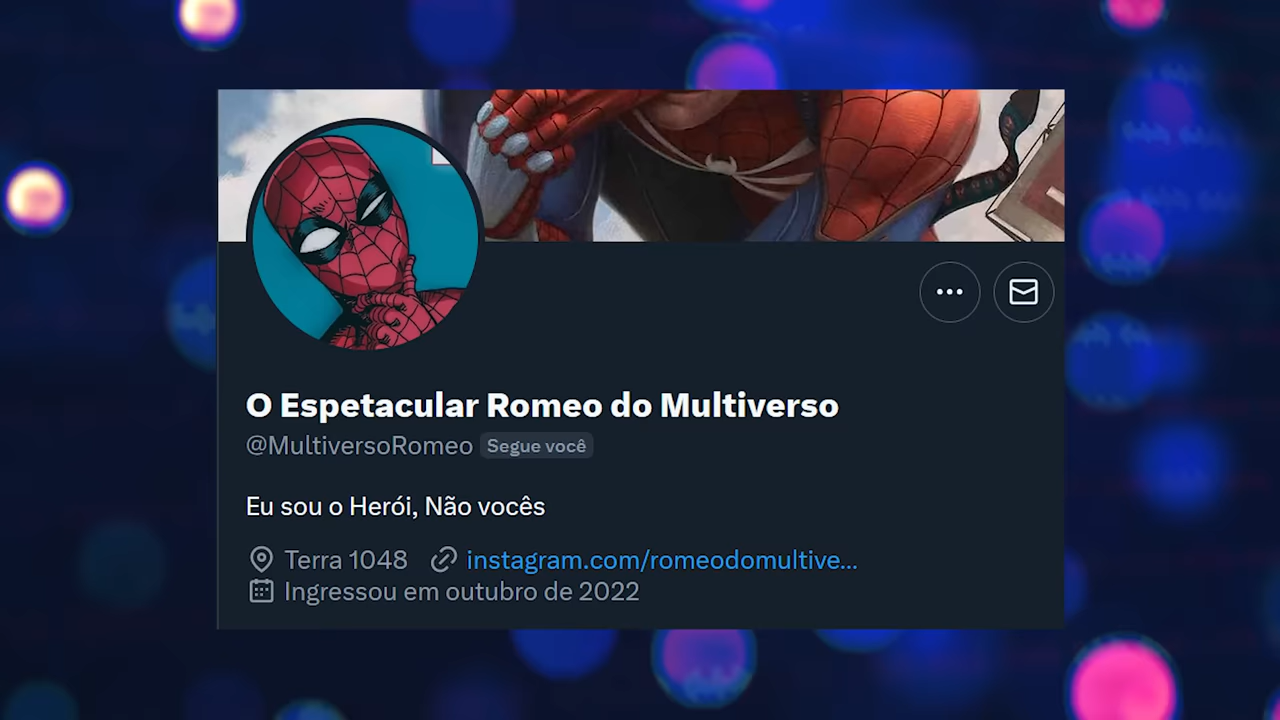 O Espetacular Romeo do Multiverso
@MultiversoRomeo Segue você
Eu sou o Herói, Não vocês
Terra 1048 instagram.com/romeodomultive...
Ingressou em outubro de 2022